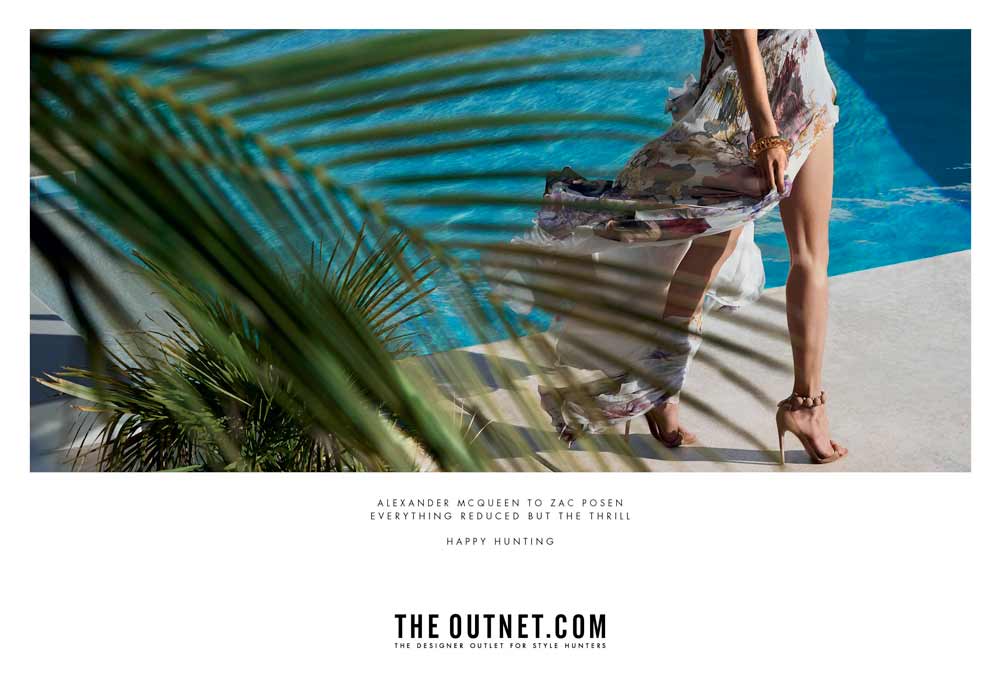 ALEXANDER MCQUEEN TO ZAC POSEN
EVERYTHING REDUCED BUT THE THRILL
HAPPY HUNTING
THE OUTNET.COM
THE DESIGNER OUTLET FOR STYLE HUNTERS